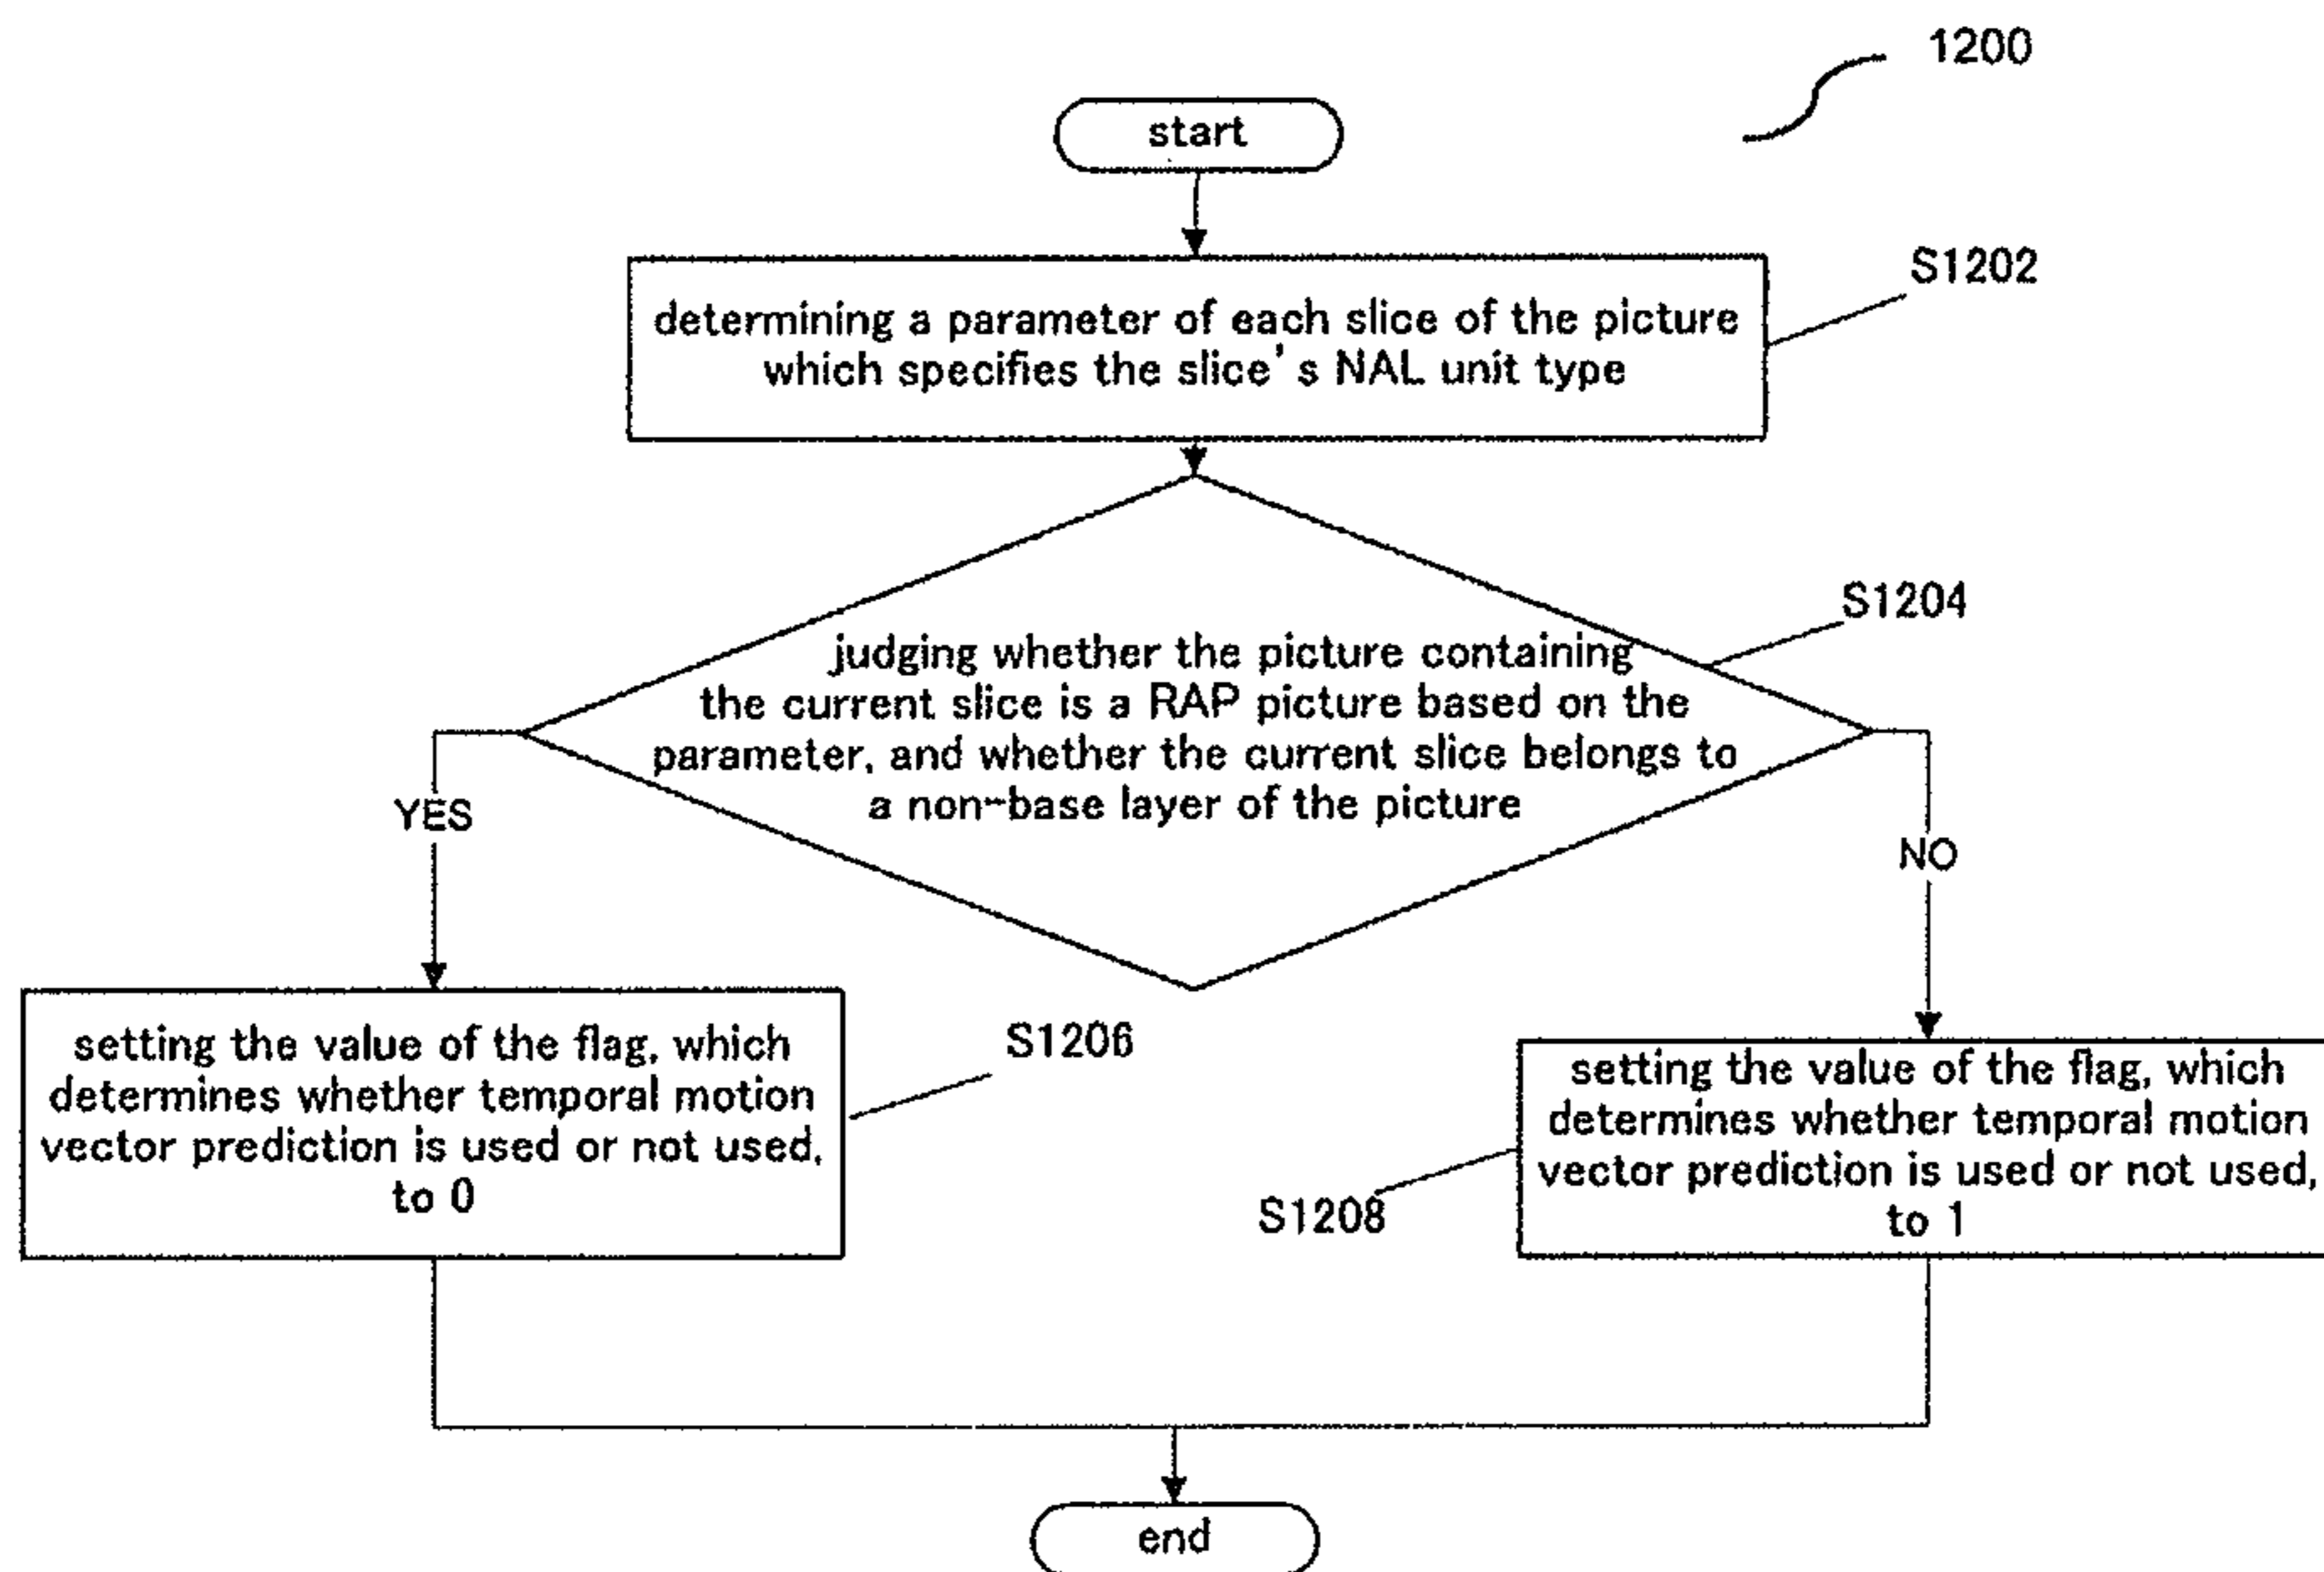 1200
start
S1202
determining a parameter of each slice of the picture
which specifies the slice's NAL unit type
S1204
judging whether the picture containing
the current slice is a RAP picture based on the
parameter, and whether the current slice belongs to
a non-base layer of the picture
YES
NO
S1206
setting the value of the flag, which
determines whether temporal motion
vector prediction is used or not used,
to 0
S1208
setting the value of the flag, which
determines whether temporal motion
vector prediction is used or not used,
to 1
end